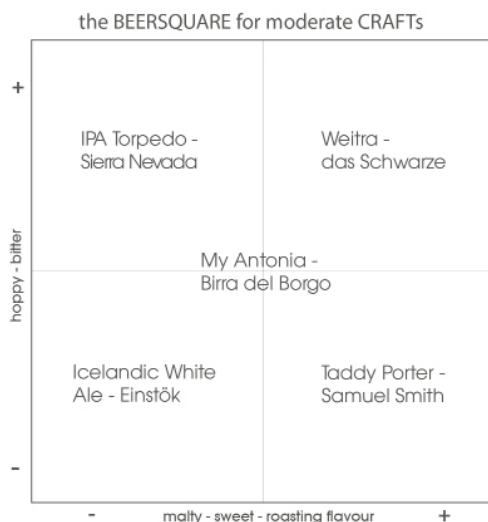 the BEERSQUARE for moderate CRAFTs
+
IPA Torpedo -
Sierra Nevada
Weitra -
das Schwarze
hoppy - bitter
My Antonia -
Birra del Borgo
Icelandic White
Ale - Einstök
Taddy Porter -
Samuel Smith
-
- malty - sweet - roasting flavour +